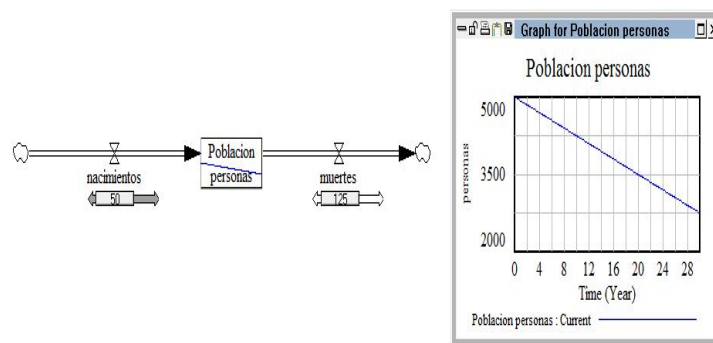 Poblacion
personas
nacimientos
50
muertes
125
Graph for Poblacion personas
Poblacion personas
5000
3500
2000
personas
0 4 8 12 16 20 24 28
Time (Year)
Poblacion personas : Current